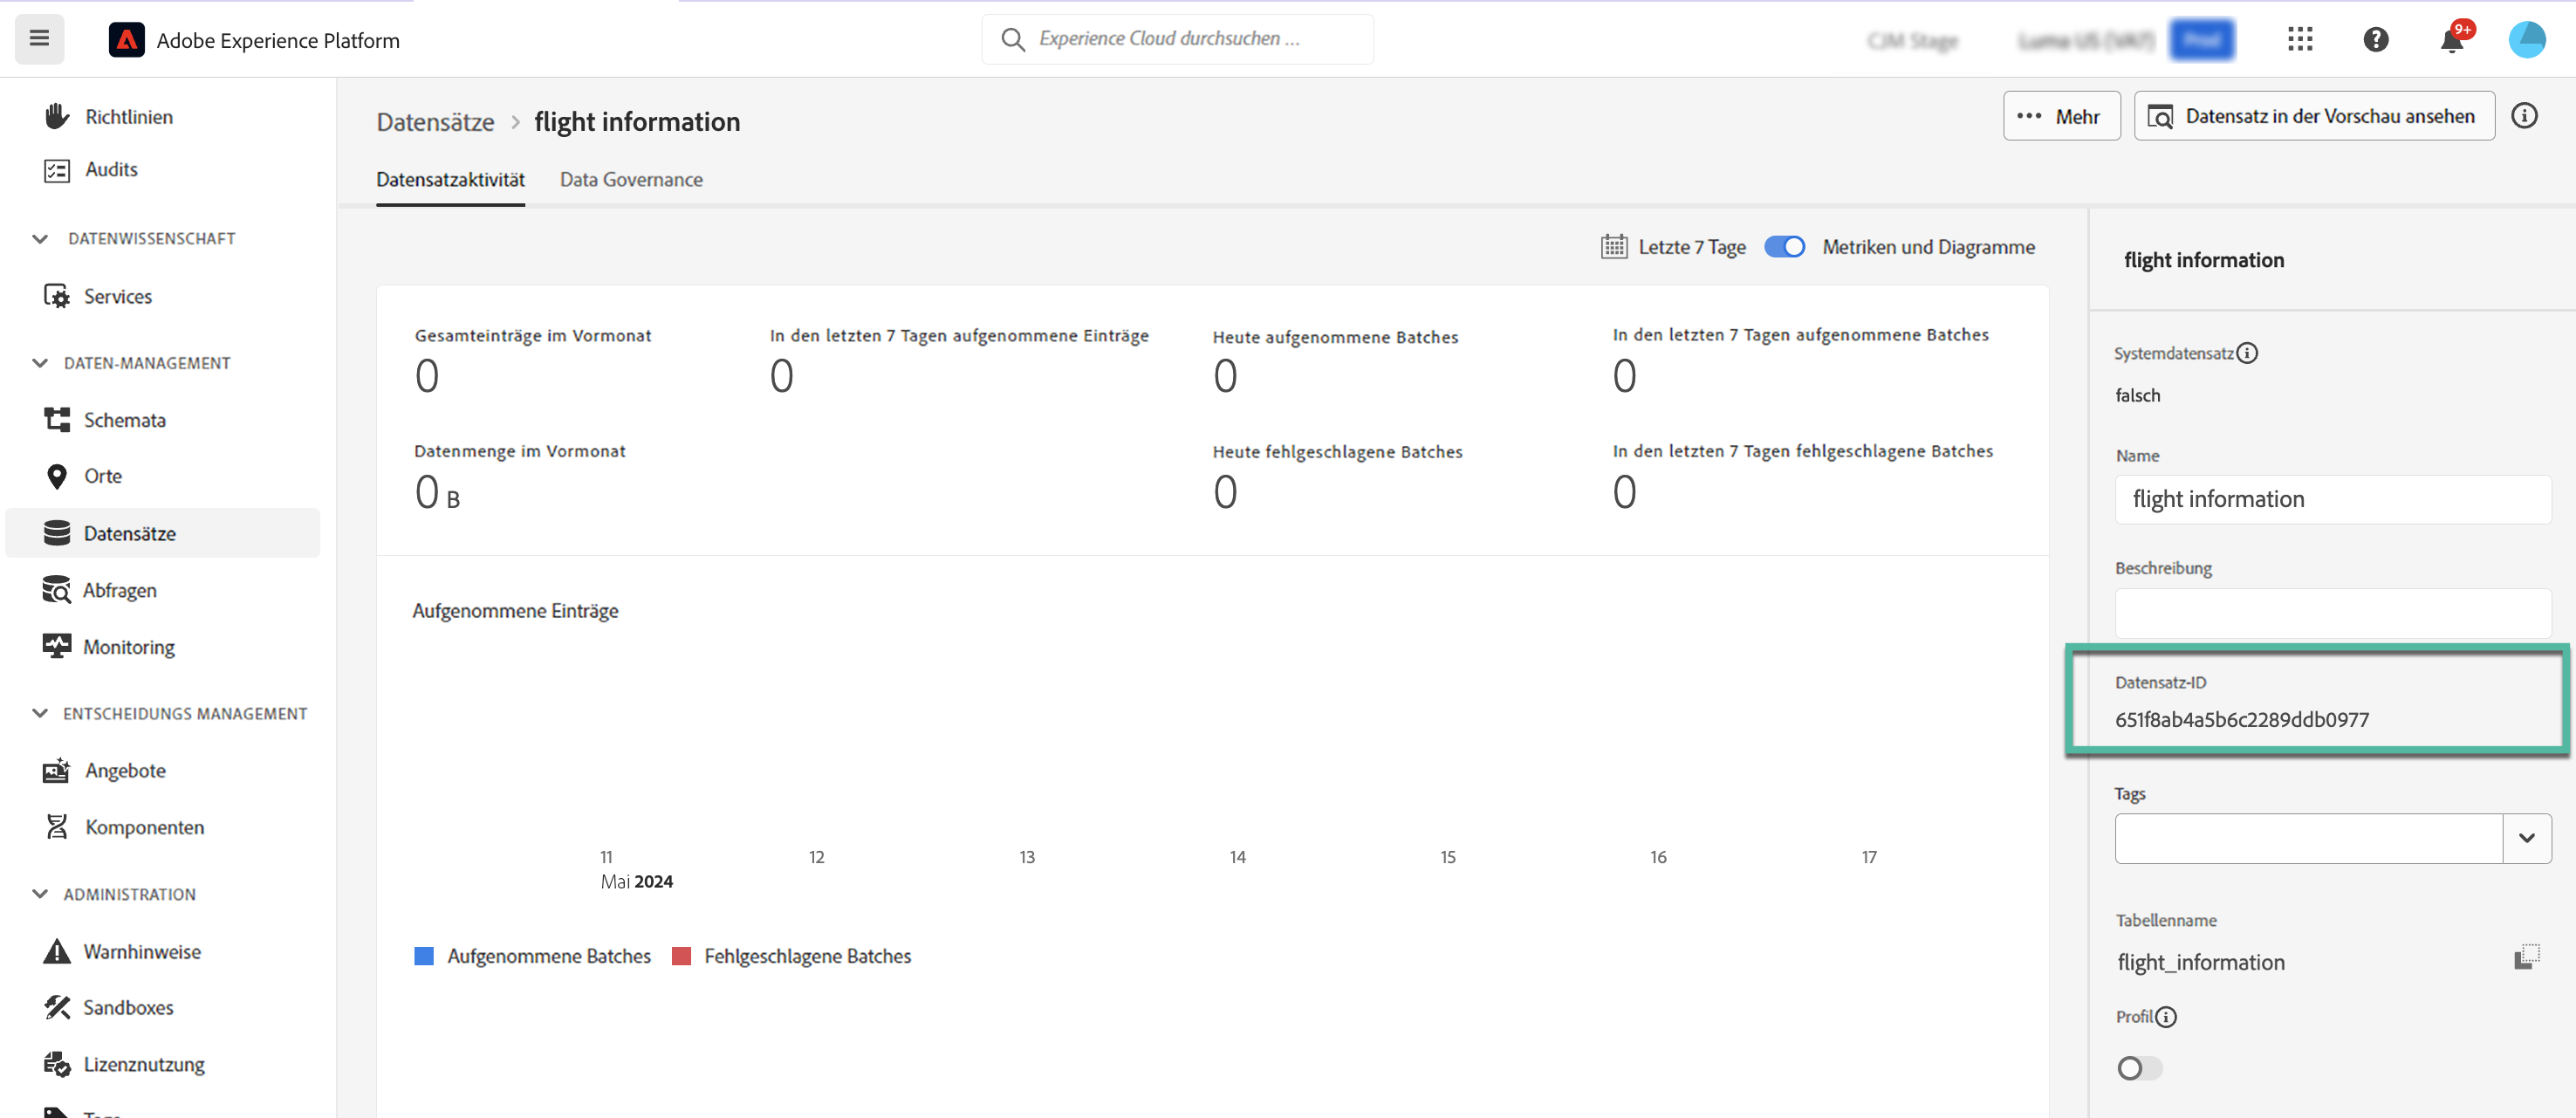 Adobe Experience Platform
Experience Cloud durchsuchen ...
9+
Richtlinien
Audits
DATENWISSENSCHAFT
Services
DATEN-MANAGEMENT
Schemata
Orte
Datensätze
Abfragen
Monitoring
ENTSCHEIDUNGS MANAGEMENT
Angebote
Komponenten
ADMINISTRATION
Warnhinweise
Sandboxes
Lizenznutzung
Datensätze > flight information
Mehr
Datensatz in der Vorschau ansehen
Datensatzaktivität
Data Governance
Letzte 7 Tage
Metriken und Diagramme
Gesamteinträge im Vormonat
0
In den letzten 7 Tagen aufgenommene Einträge
0
Heute aufgenommene Batches
0
In den letzten 7 Tagen aufgenommene Batches
0
Datenmenge im Vormonat
0 B
Heute fehlgeschlagene Batches
0
In den letzten 7 Tagen fehlgeschlagene Batches
0
Aufgenommene Einträge
11 12 13 14 15 16 17
Mai 2024
Aufgenommene Batches
Fehlgeschlagene Batches
flight information
Systemdatensatz
falsch
Name
flight information
Beschreibung
Datensatz-ID
651f8ab4a5b6c2289ddb0977
Tags
Tabellenname
flight_information
Profil